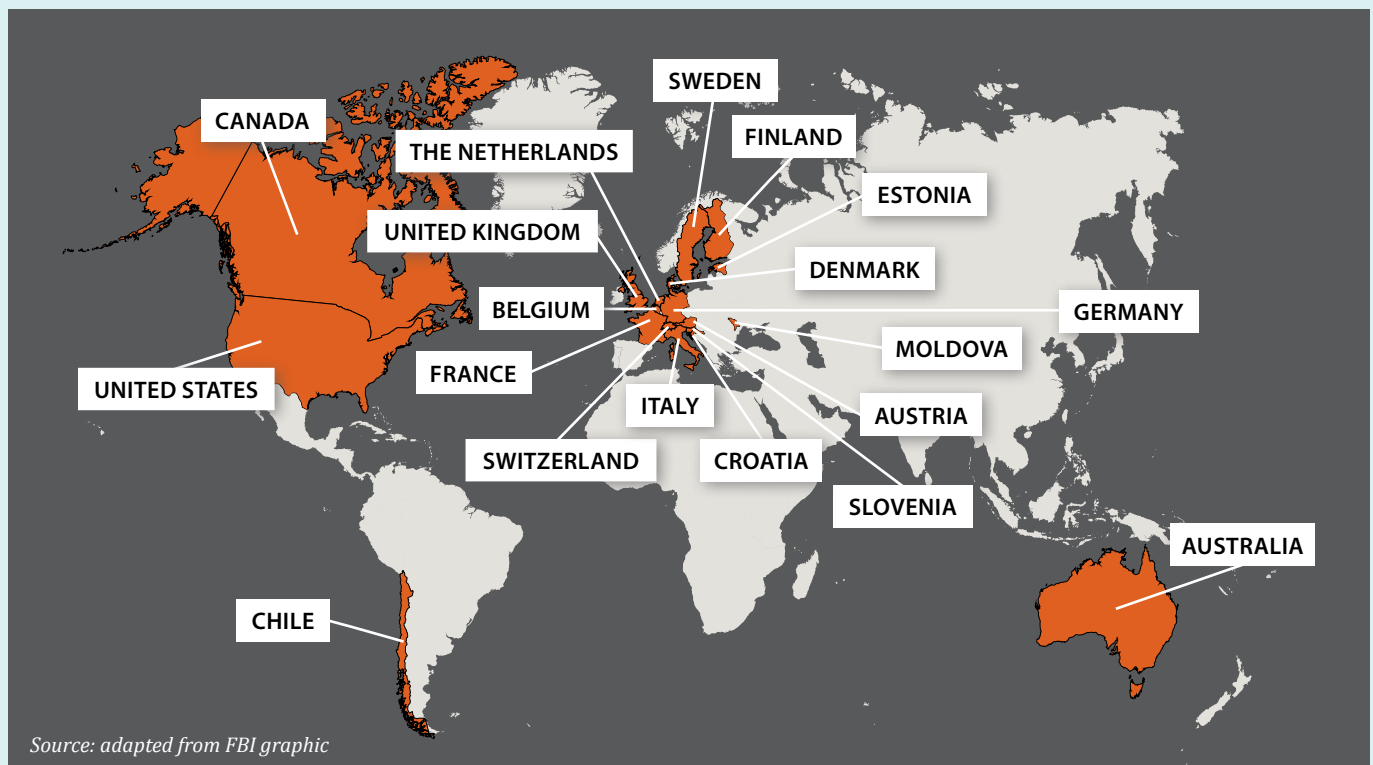 SWEDEN
CANADA
FINLAND
THE NETHERLANDS
ESTONIA
UNITED KINGDOM
DENMARK
BELGIUM
GERMANY
MOLDOVA
FRANCE
UNITED STATES
ITALY
AUSTRIA
SWITZERLAND
CROATIA
SLOVENIA
AUSTRALIA
CHILE
Source: adapted from FBI graphic